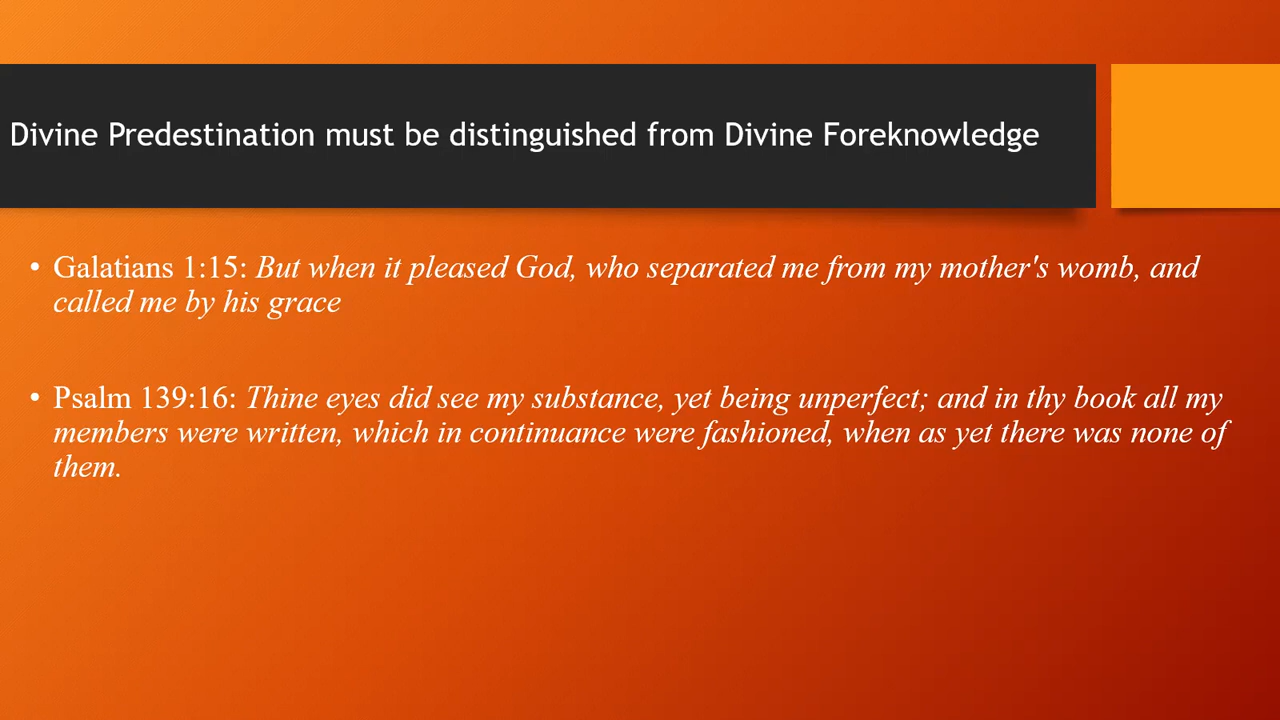 Divine Predestination must be distinguished from Divine Foreknowledge
• Galatians 1:15: But when it pleased God, who separated me from my mother's womb, and
called me by his grace
• Psalm 139:16: Thine eyes did see my substance, yet being unperfect; and in thy book all my
members were written, which in continuance were fashioned, when as yet there was none of
them.